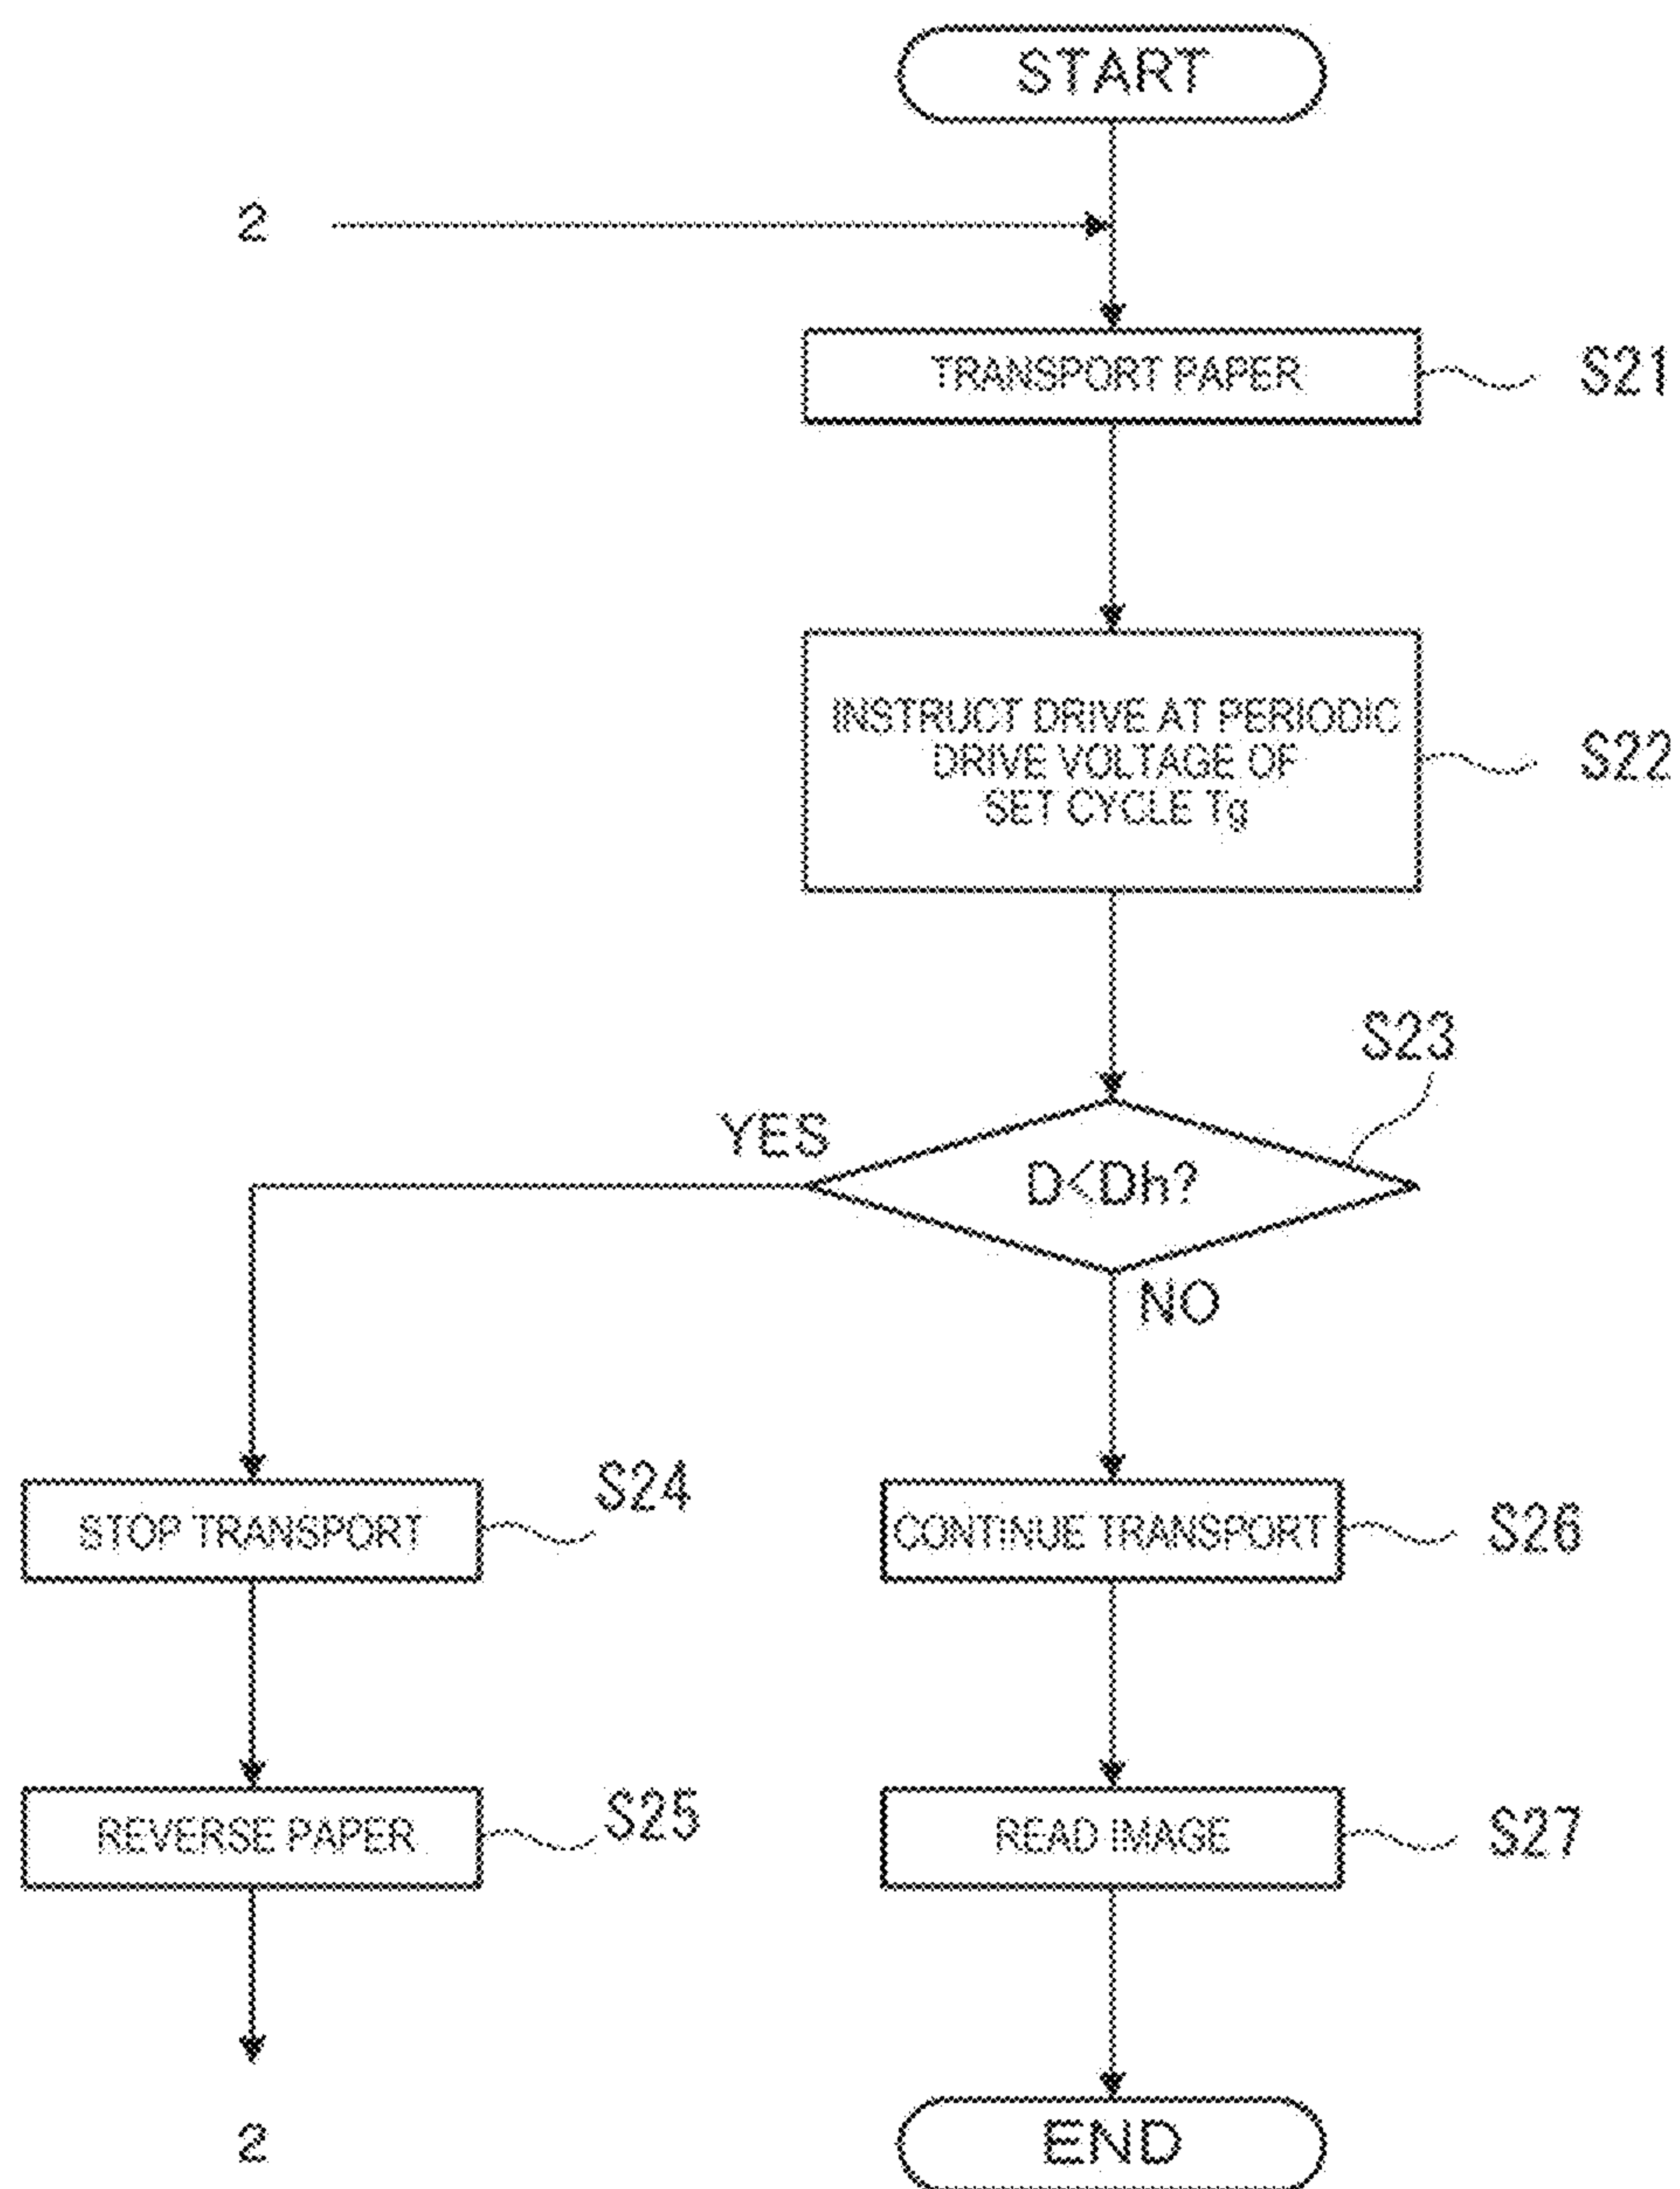 START
2
TRANSPORT PAPER
S21
INSTRUCT DRIVE AT PERIODIC
DRIVE VOLTAGE OF
SET CYCLE Tg
S22
S23
YES
D<Dh?
NO
STOP TRANSPORT
S24
CONTINUE TRANSPORT
S26
REVERSE PAPER
S25
READ IMAGE
S27
2
END